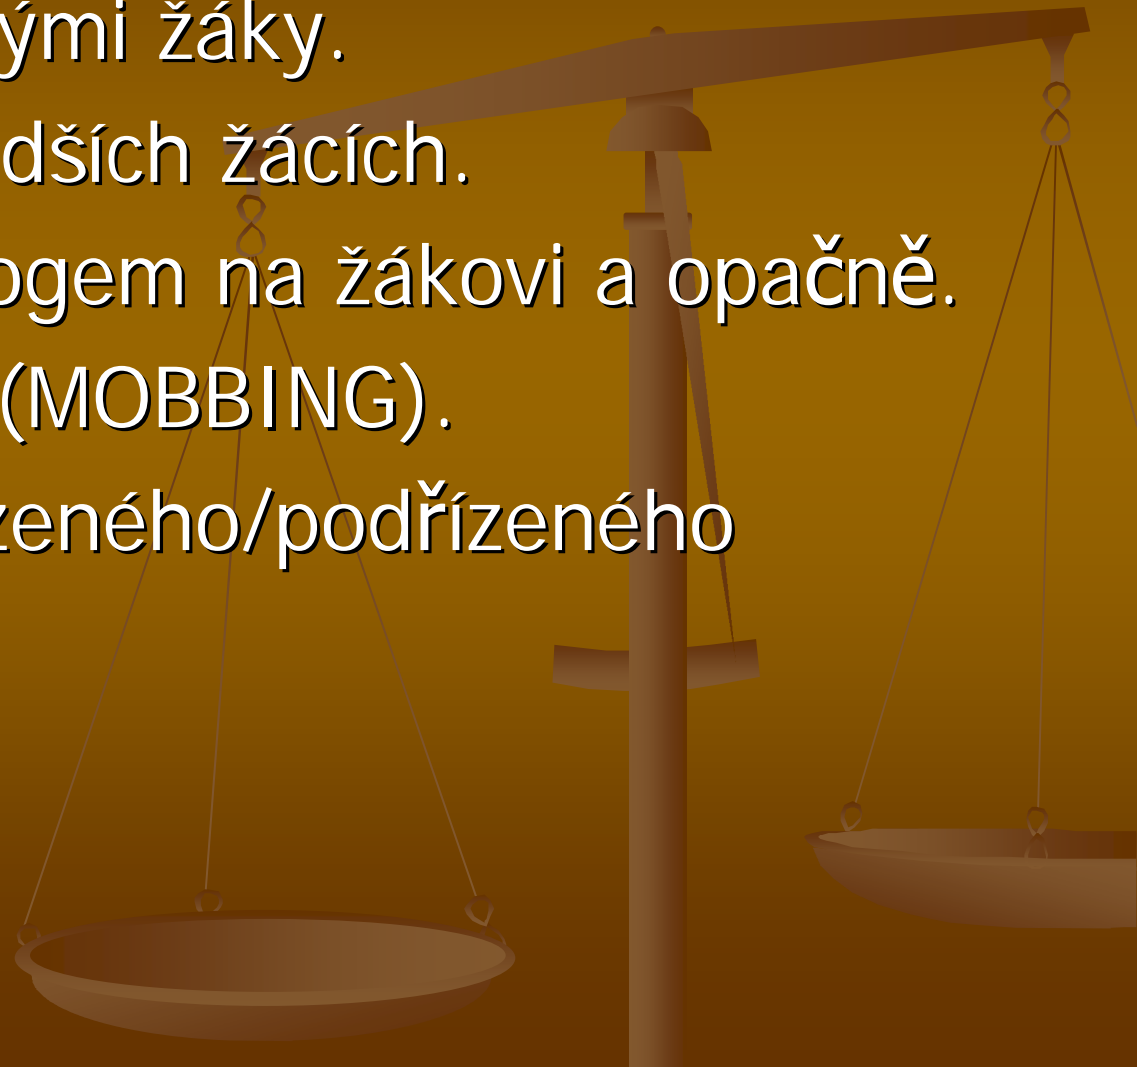 ými žáky.
dších žácích.
ogem na žákovi a opačně.
(MOBBING).
zeného/podřízeného